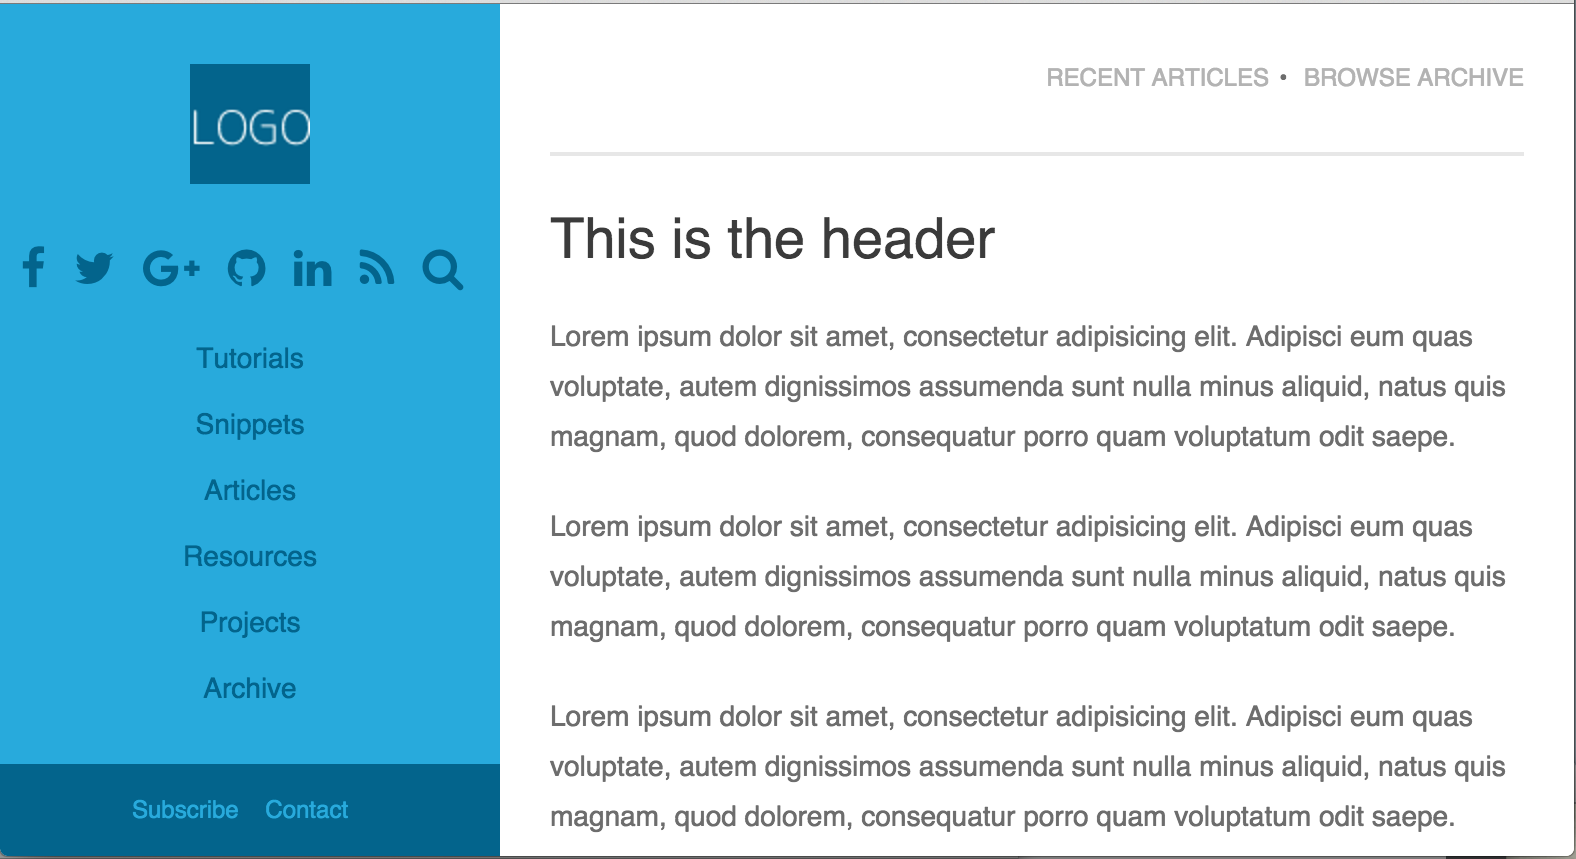 LOGO
Tutorials
Snippets
Articles
Resources
Projects
Archive
Subscribe Contact
RECENT ARTICLES • BROWSE ARCHIVE
This is the header
Lorem ipsum dolor sit amet, consectetur adipisicing elit. Adipisci eum quas
voluptate, autem dignissimos assumenda sunt nulla minus aliquid, natus quis
magnam, quod dolorem, consequatur porro quam voluptatum odit saepe.
Lorem ipsum dolor sit amet, consectetur adipisicing elit. Adipisci eum quas
voluptate, autem dignissimos assumenda sunt nulla minus aliquid, natus quis
magnam, quod dolorem, consequatur porro quam voluptatum odit saepe.
Lorem ipsum dolor sit amet, consectetur adipisicing elit. Adipisci eum quas
voluptate, autem dignissimos assumenda sunt nulla minus aliquid, natus quis
magnam, quod dolorem, consequatur porro quam voluptatum odit saepe.